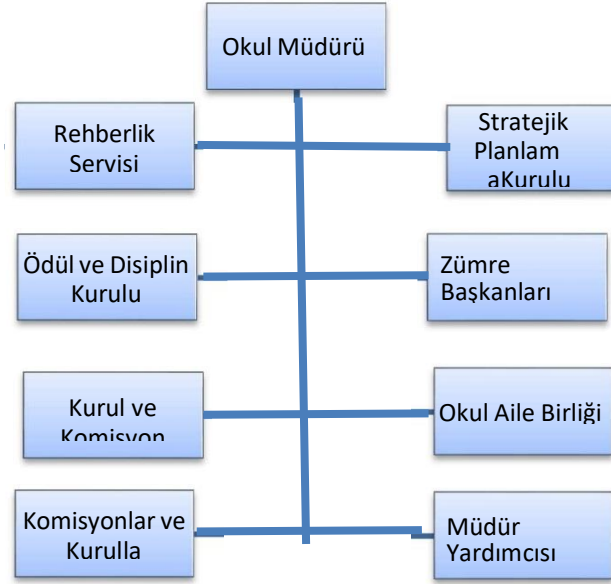 Okul Müdürü
Rehberlik
Servisi
Stratejik
Planlam
aKurulu
Ödül ve Disiplin
Kurulu
Zümre
Başkanları
Kurul ve
Komisyon
Okul Aile Birliği
Komisyonlar ve
Kurulla
Müdür
Yardımcısı